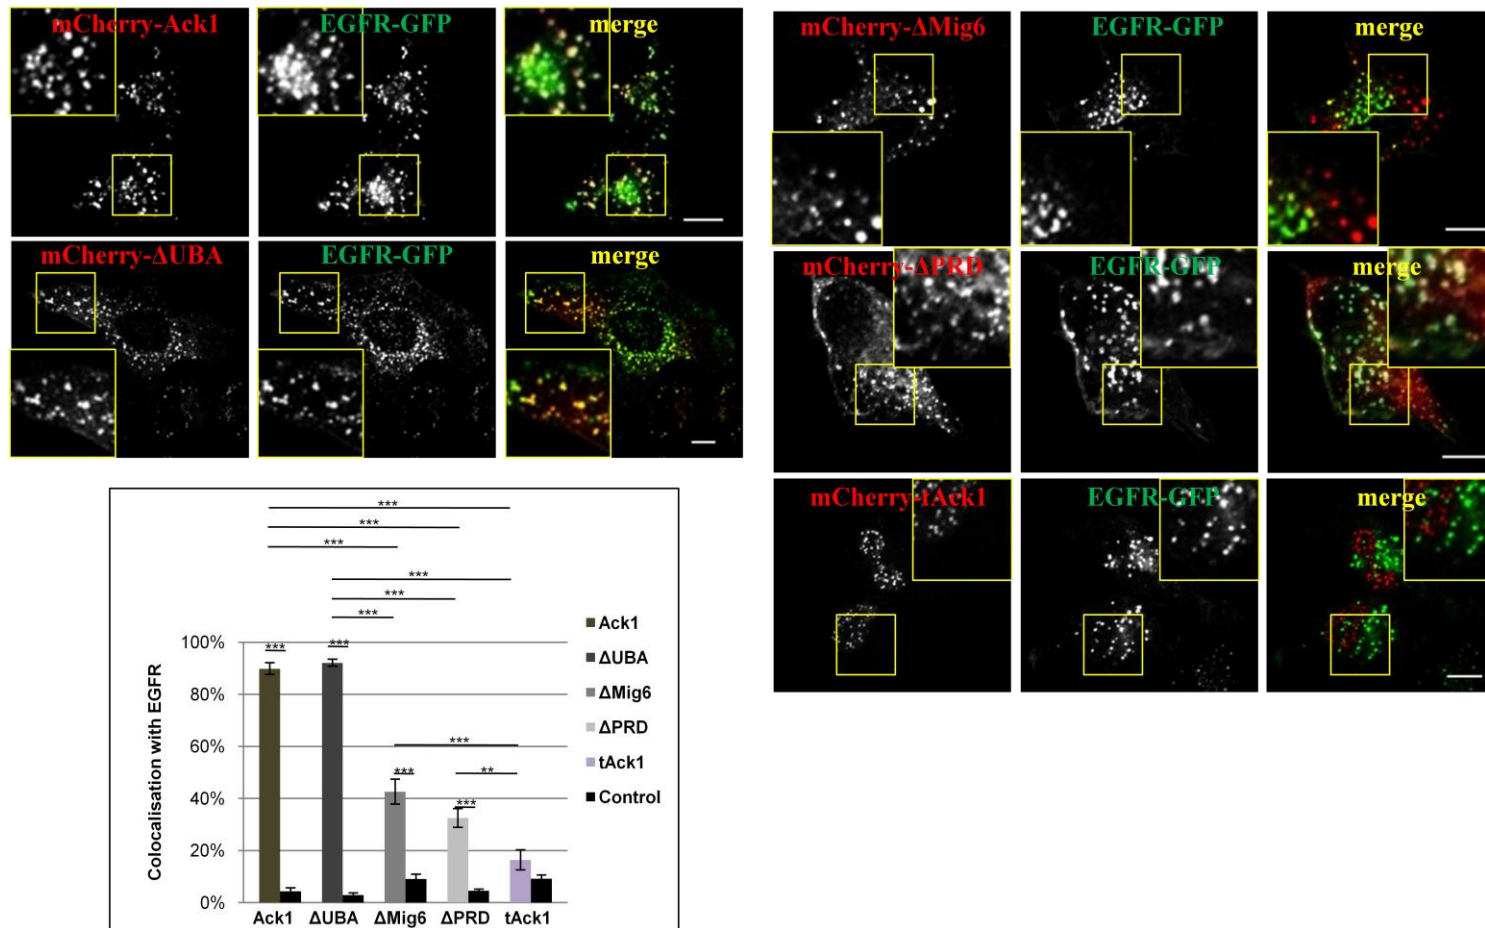 mCherry-Ack1 EGFR-GFP merge
mCherry-ΔUBA EGFR-GFP merge
mCherry-ΔMig6 EGFR-GFP merge
mCherry-ΔPRD EGFR-GFP merge
mCherry-tAck1 EGFR-GFP merge
***
***
***
***
***
***
*** ***
*** **
*** ***
Colocalisation with EGFR
100%
80%
60%
40%
20%
0%
Ack1 ΔUBA ΔMig6 ΔPRD tAck1
Ack1
ΔUBA
ΔMig6
ΔPRD
tAck1
Control